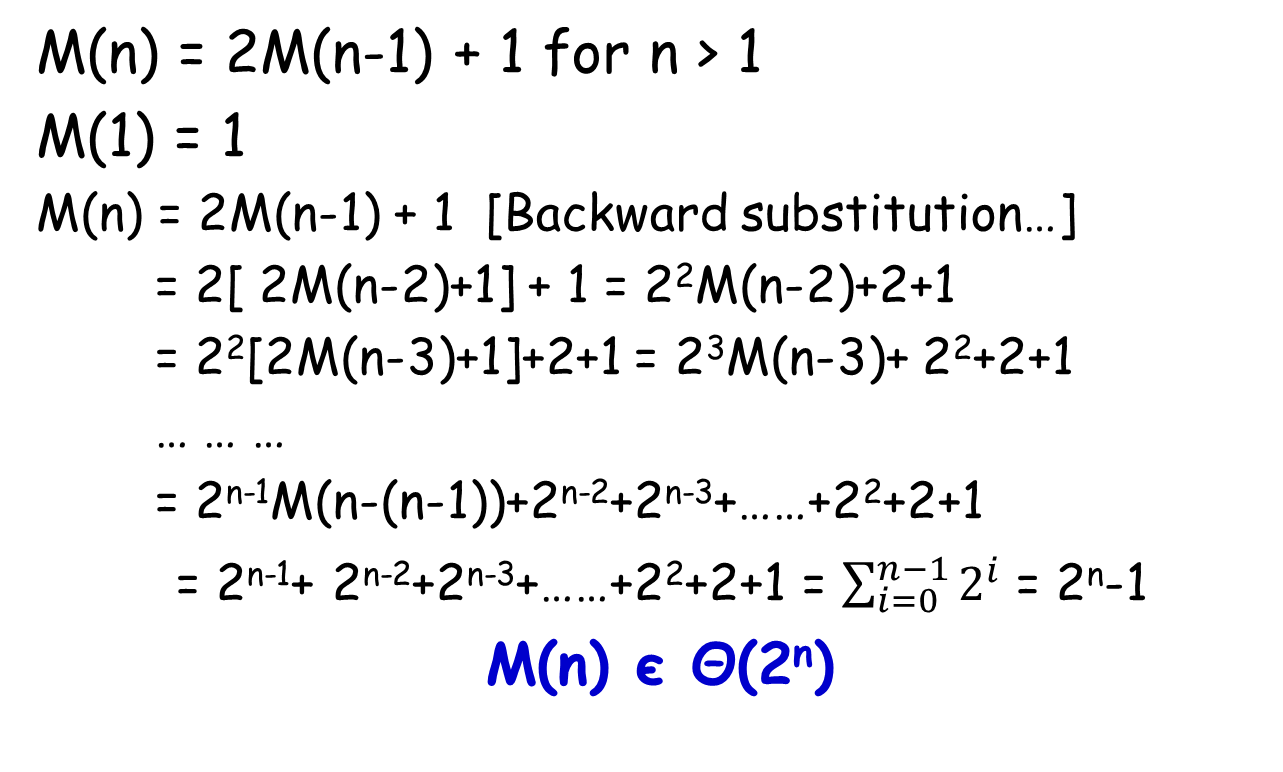 M(n) = 2M(n-1) + 1 for n > 1
M(1) = 1
M(n) = 2M(n-1) + 1 [Backward substitution…]
= 2[ 2M(n-2)+1] + 1 = 2²M(n-2)+2+1
= 2²[2M(n-3)+1]+2+1 = 2³M(n-3)+ 2²+2+1
… … …
= 2ⁿ⁻¹M(n-(n-1))+2ⁿ⁻²+2ⁿ⁻³+……+2²+2+1
= 2ⁿ⁻¹+ 2ⁿ⁻²+2ⁿ⁻³+……+2²+2+1 = ∑ᵢ₌₀ⁿ⁻¹ 2ⁱ = 2ⁿ-1
M(n) ϵ Θ(2ⁿ)